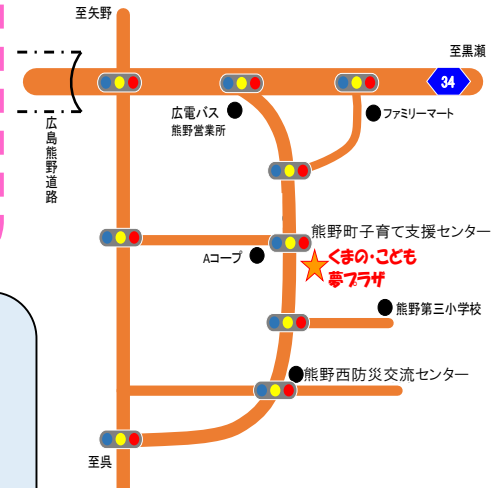 至矢野
至黒瀬
34
広島熊野道路
広電バス
熊野営業所
ファミリーマート
熊野町子育て支援センター
くまの・こども
夢プラザ
Aコープ
熊野第三小学校
熊野西防災交流センター
至呉